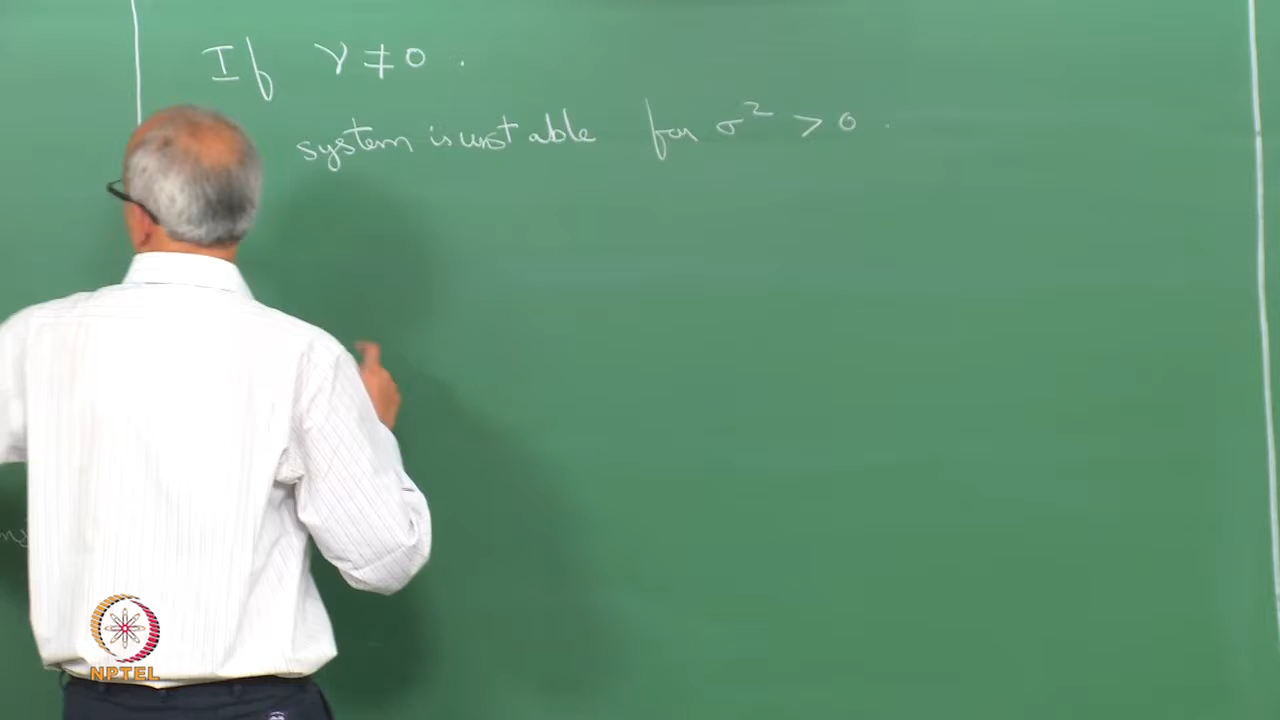 If γ ≠ 0 .
system is unstable for σ² > 0 .
NPTEL